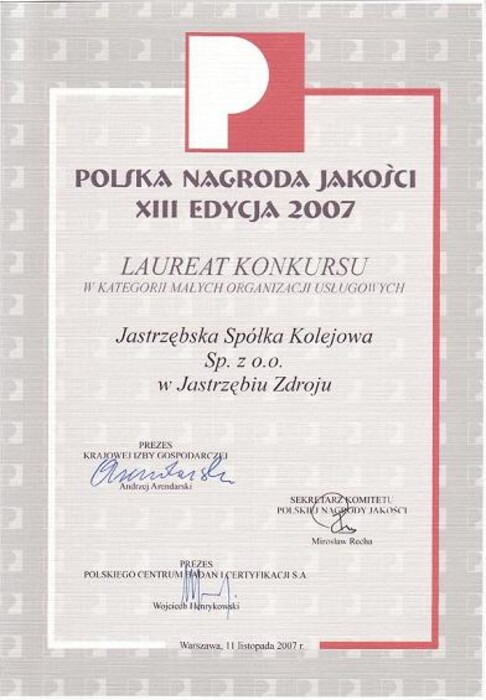 P
POLSKA NAGRODA JAKOŚCI
XIII EDYCJA 2007
LAUREAT KONKURSU
W KATEGORII MAŁYCH ORGANIZACJI USŁUGOWYCH
Jastrzębska Spółka Kolejowa
Sp. z o.o.
w Jastrzębiu Zdroju
PREZES
KRAJOWEJ IZBY GOSPODARCZEJ
Andrzej Arendarski
SEKRETARZ KOMITETU
POLSKIEJ NAGRODY JAKOŚCI
Mirosław Recha
PREZES
POLSKIEGO CENTRUM BADAŃ I CERTYFIKACJI S.A
Wojciech Henrykowski
Warszawa, 11 listopada 2007 r.